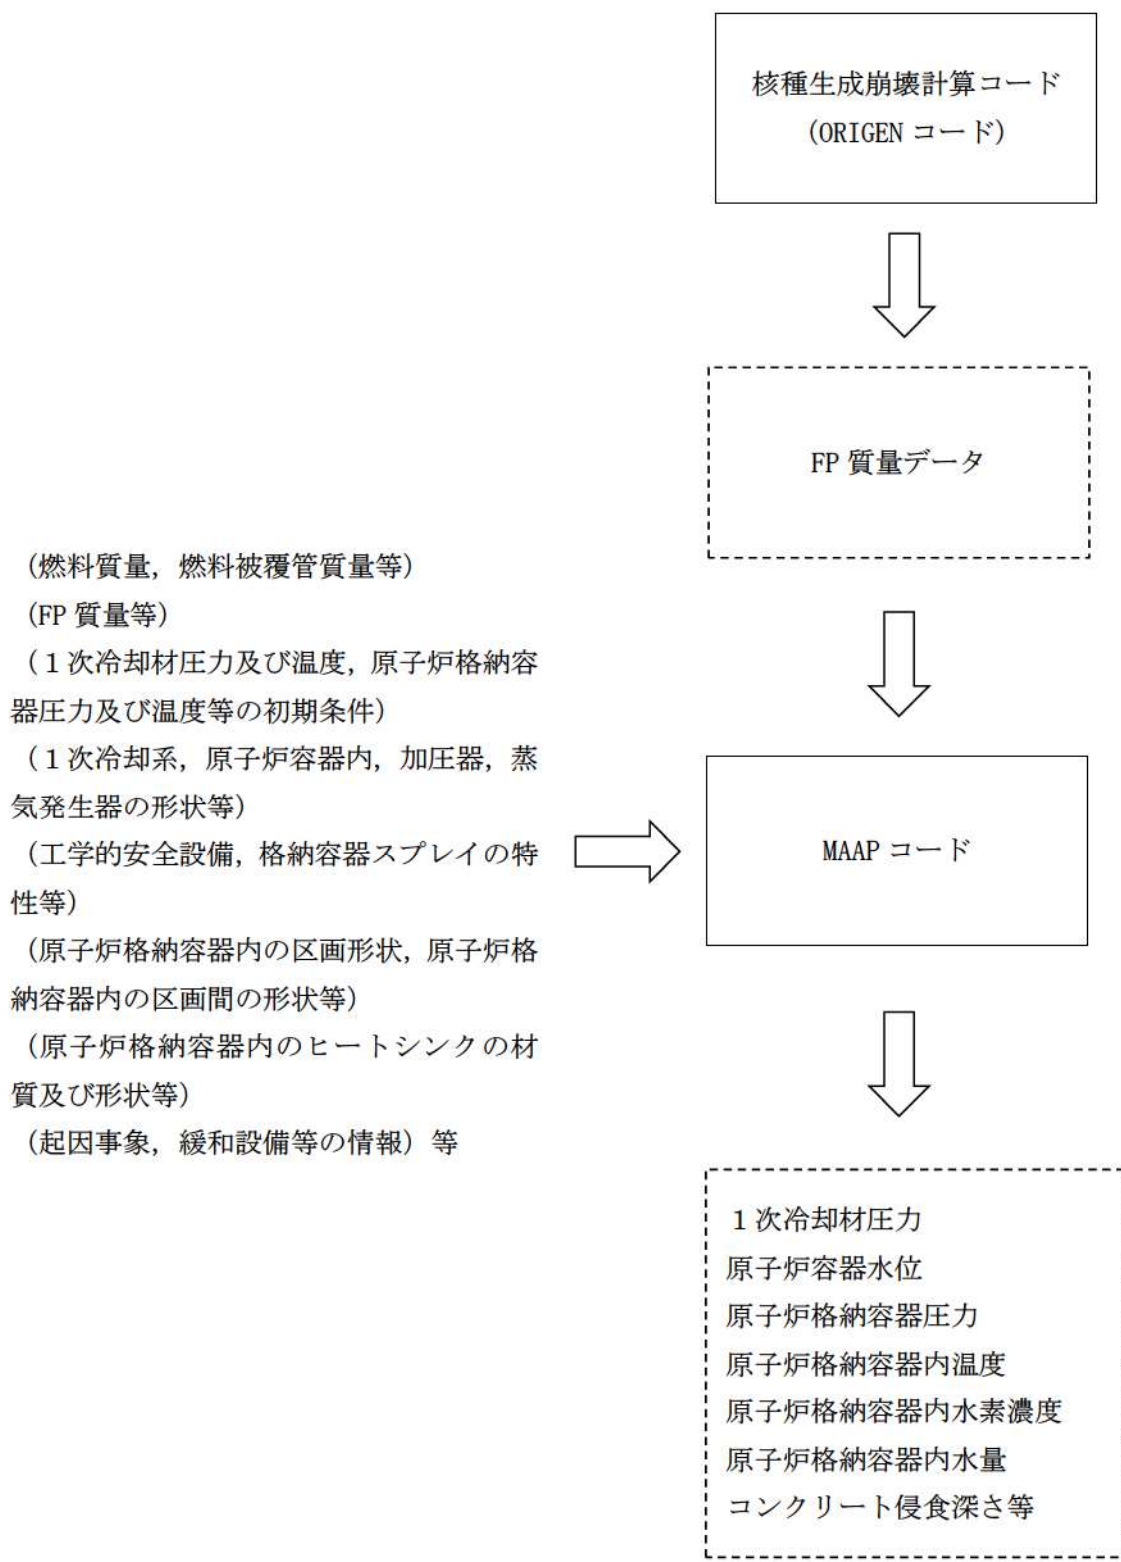 核種生成崩壊計算コード
(ORIGEN コード)
FP 質量データ
(燃料質量，燃料被覆管質量等)
(FP 質量等)
(１次冷却材圧力及び温度，原子炉格納容
器圧力及び温度等の初期条件)
(１次冷却系，原子炉容器内，加圧器，蒸
気発生器の形状等)
(工学的安全設備，格納容器スプレイの特
性等)
(原子炉格納容器内の区画形状，原子炉格
納容器内の区画間の形状等)
(原子炉格納容器内のヒートシンクの材
質及び形状等)
(起因事象，緩和設備等の情報) 等
MAAP コード
１次冷却材圧力
原子炉容器水位
原子炉格納容器圧力
原子炉格納容器内温度
原子炉格納容器内水素濃度
原子炉格納容器内水量
コンクリート侵食深さ等